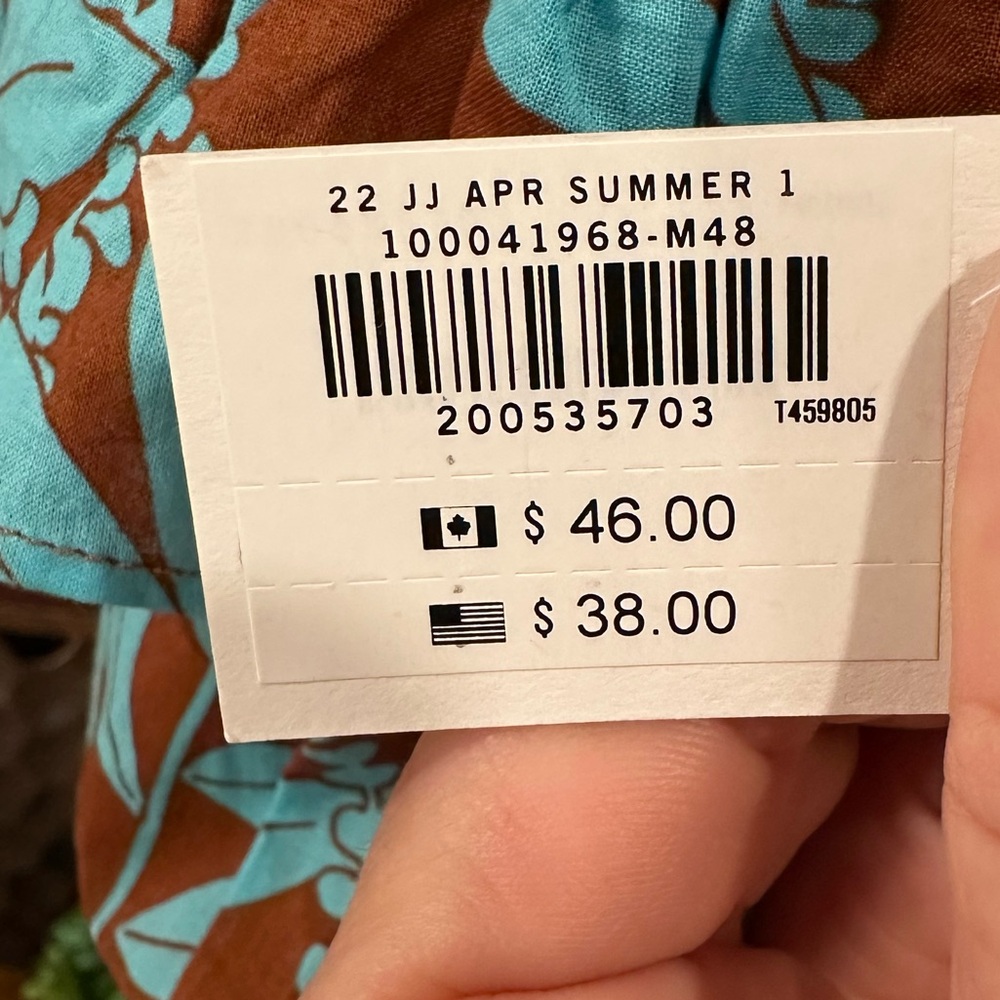 22 JJ APR SUMMER 1
100041968-M48
200535703 T459805
$ 46.00
$ 38.00